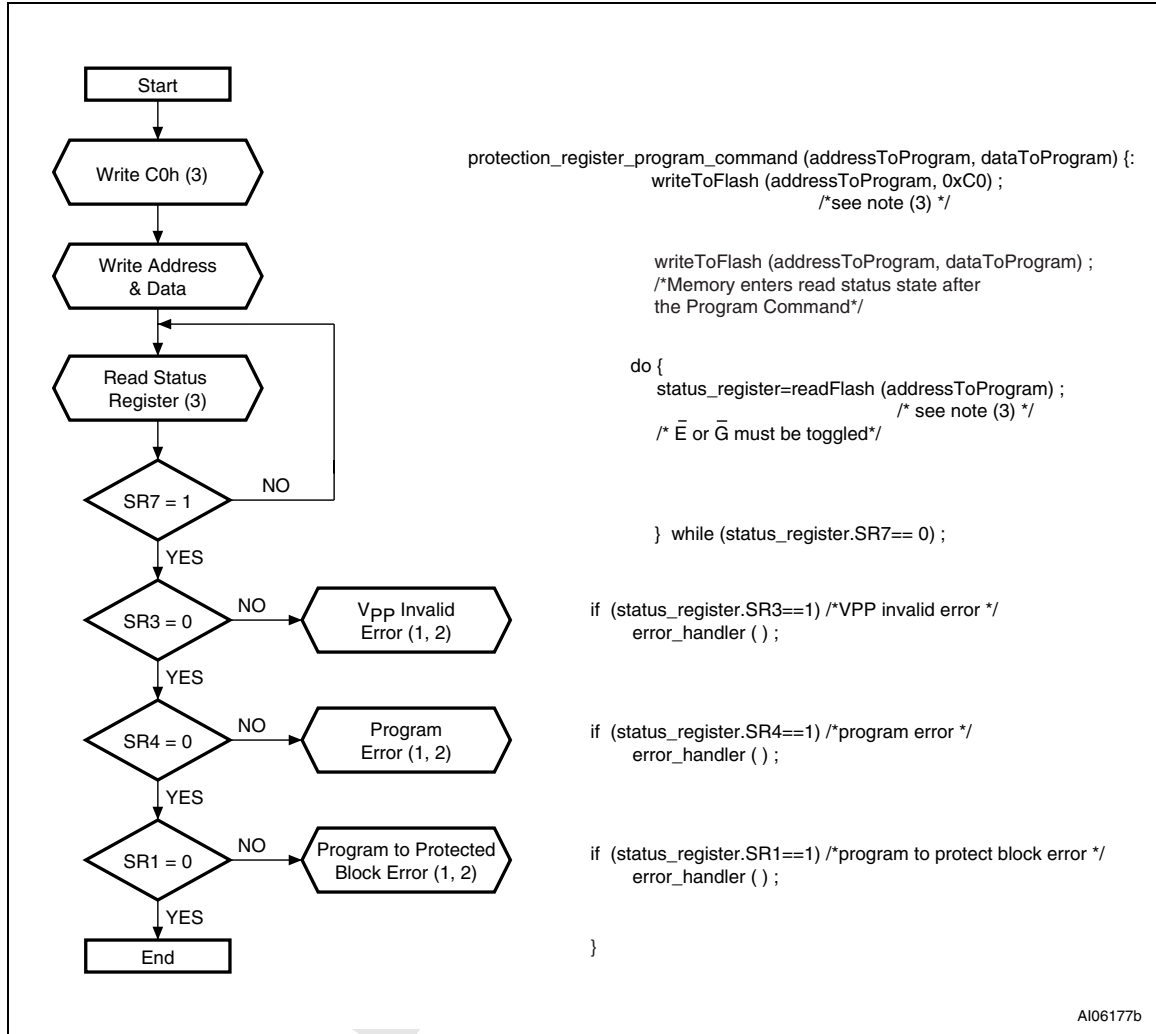 Start
Write C0h (3)
Write Address
& Data
Read Status
Register (3)
SR7 = 1
NO
YES
SR3 = 0
NO
VPP Invalid
Error (1, 2)
YES
SR4 = 0
NO
Program
Error (1, 2)
YES
SR1 = 0
NO
Program to Protected
Block Error (1, 2)
YES
End
protection_register_program_command (addressToProgram, dataToProgram) {:
writeToFlash (addressToProgram, 0xC0) ;
/*see note (3) */
writeToFlash (addressToProgram, dataToProgram) ;
/*Memory enters read status state after
the Program Command*/
do {
status_register=readFlash (addressToProgram) ;
/* see note (3) */
/* E̅ or G̅ must be toggled*/
} while (status_register.SR7== 0) ;
if (status_register.SR3==1) /*VPP invalid error */
error_handler ( ) ;
if (status_register.SR4==1) /*program error */
error_handler ( ) ;
if (status_register.SR1==1) /*program to protect block error */
error_handler ( ) ;
}
AI06177b